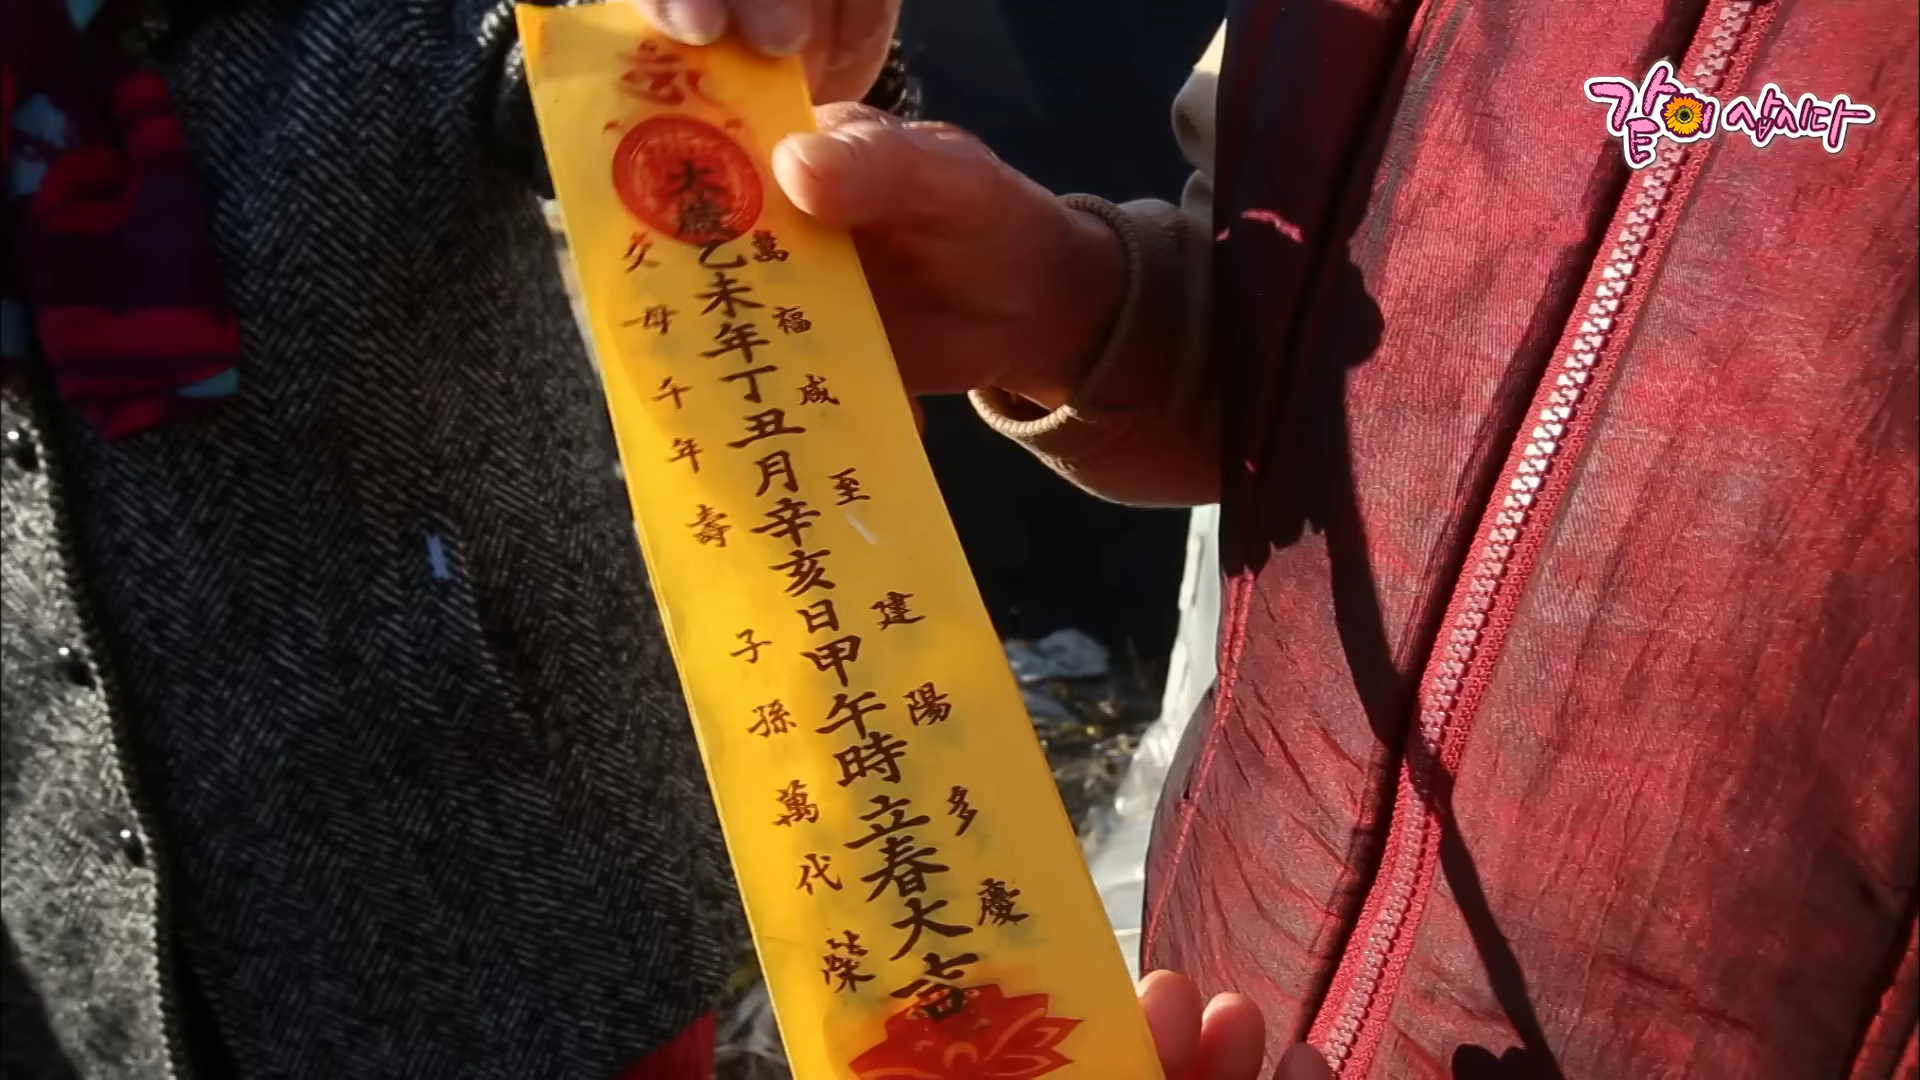 같이 삽시다
萬福咸至建陽多慶
大歲乙未年丁丑月辛亥日甲午時立春大吉
父母千年壽子孫萬代榮